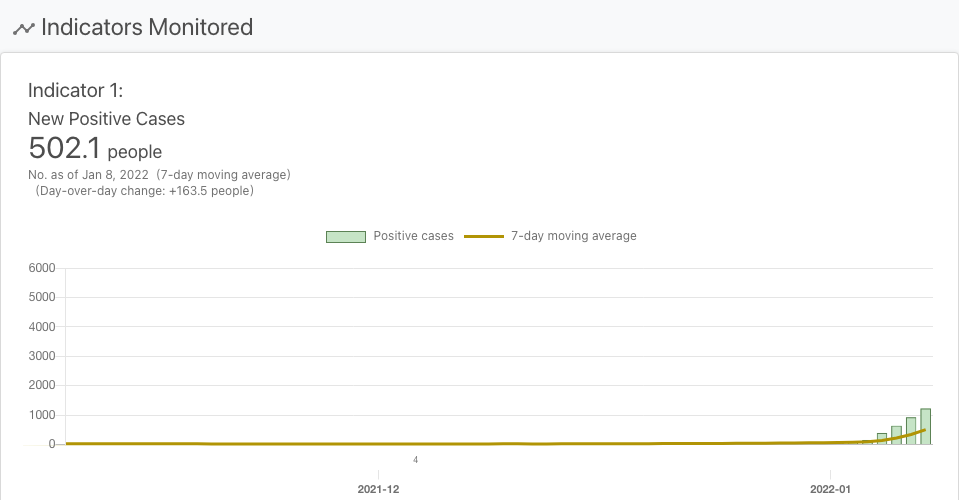 Indicators Monitored
Indicator 1:
New Positive Cases
502.1 people
No. as of Jan 8, 2022 (7-day moving average)
(Day-over-day change: +163.5 people)
Positive cases 7-day moving average
6000
5000
4000
3000
2000
1000
0
4
2021-12 2022-01